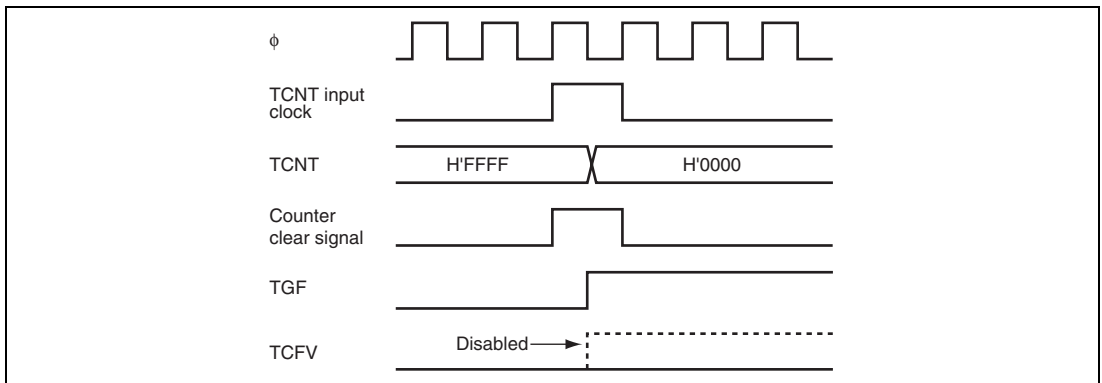 ϕ
TCNT input
clock
TCNT
H'FFFF
H'0000
Counter
clear signal
TGF
Disabled
TCFV